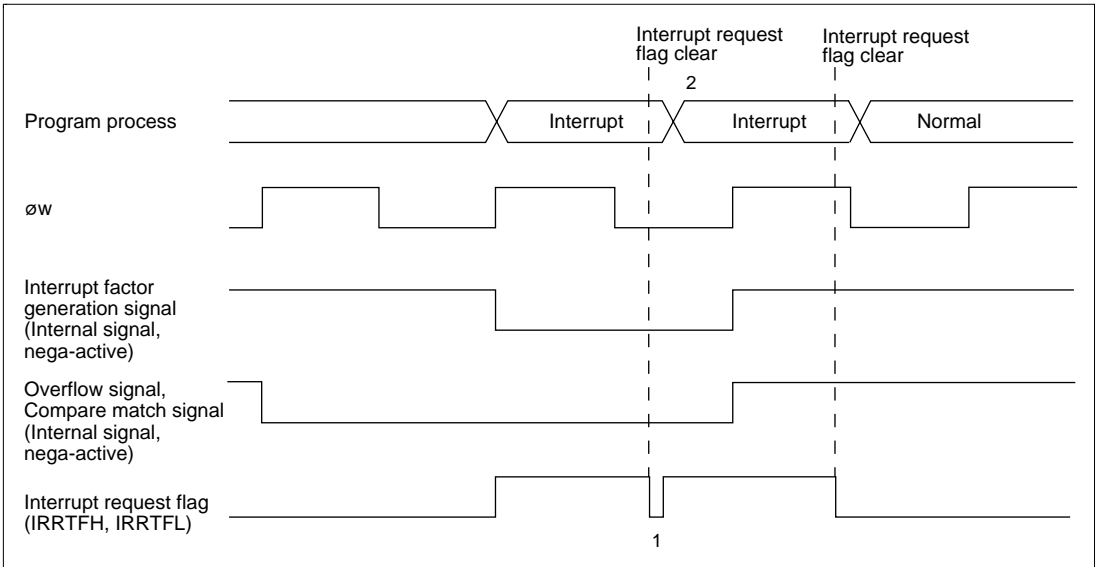 Interrupt request
flag clear
Interrupt request
flag clear
2
Program process
Interrupt
Interrupt
Normal
øw
Interrupt factor
generation signal
(Internal signal,
nega-active)
Overflow signal,
Compare match signal
(Internal signal,
nega-active)
Interrupt request flag
(IRRTFH, IRRTFL)
1